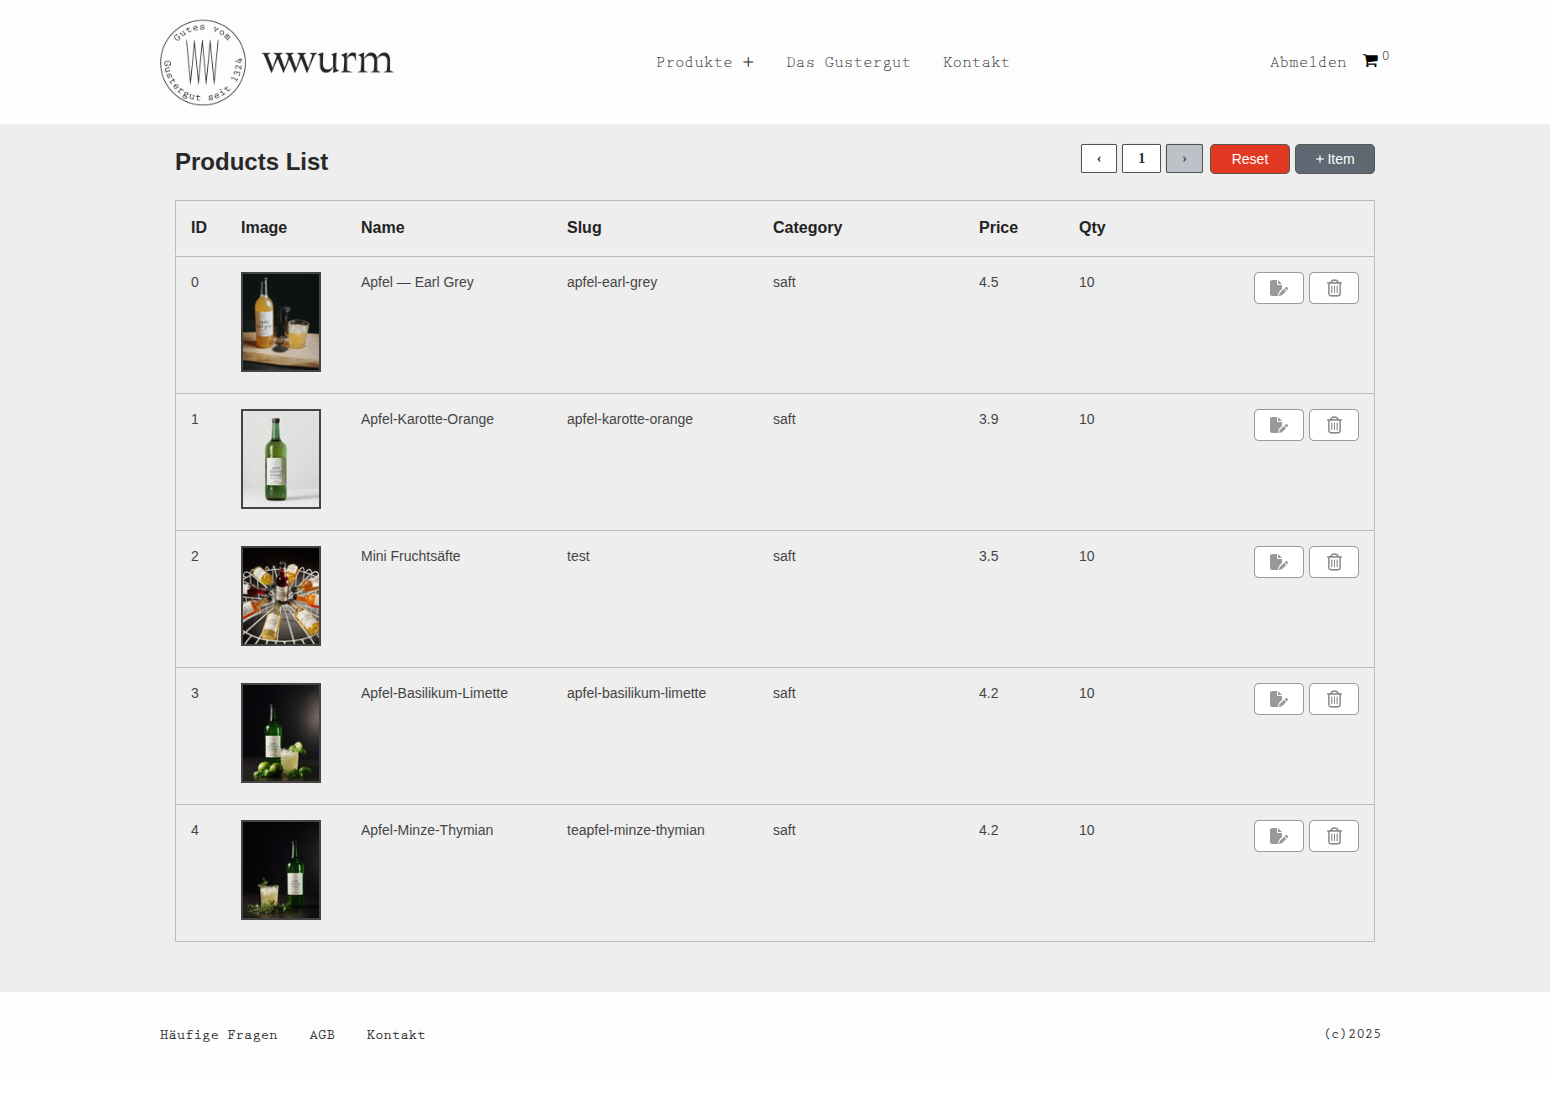 Gutes vom
Gustergut seit 1324
wwurm
Produkte +
Das Gustergut
Kontakt
Abmelden
0
Products List
‹ 1 ›
Reset
+ Item
ID Image Name Slug Category Price Qty
0 Apfel — Earl Grey apfel-earl-grey saft 4.5 10
1 Apfel-Karotte-Orange apfel-karotte-orange saft 3.9 10
2 Mini Fruchtsäfte test saft 3.5 10
3 Apfel-Basilikum-Limette apfel-basilikum-limette saft 4.2 10
4 Apfel-Minze-Thymian teapfel-minze-thymian saft 4.2 10
Häufige Fragen AGB Kontakt
(c)2025